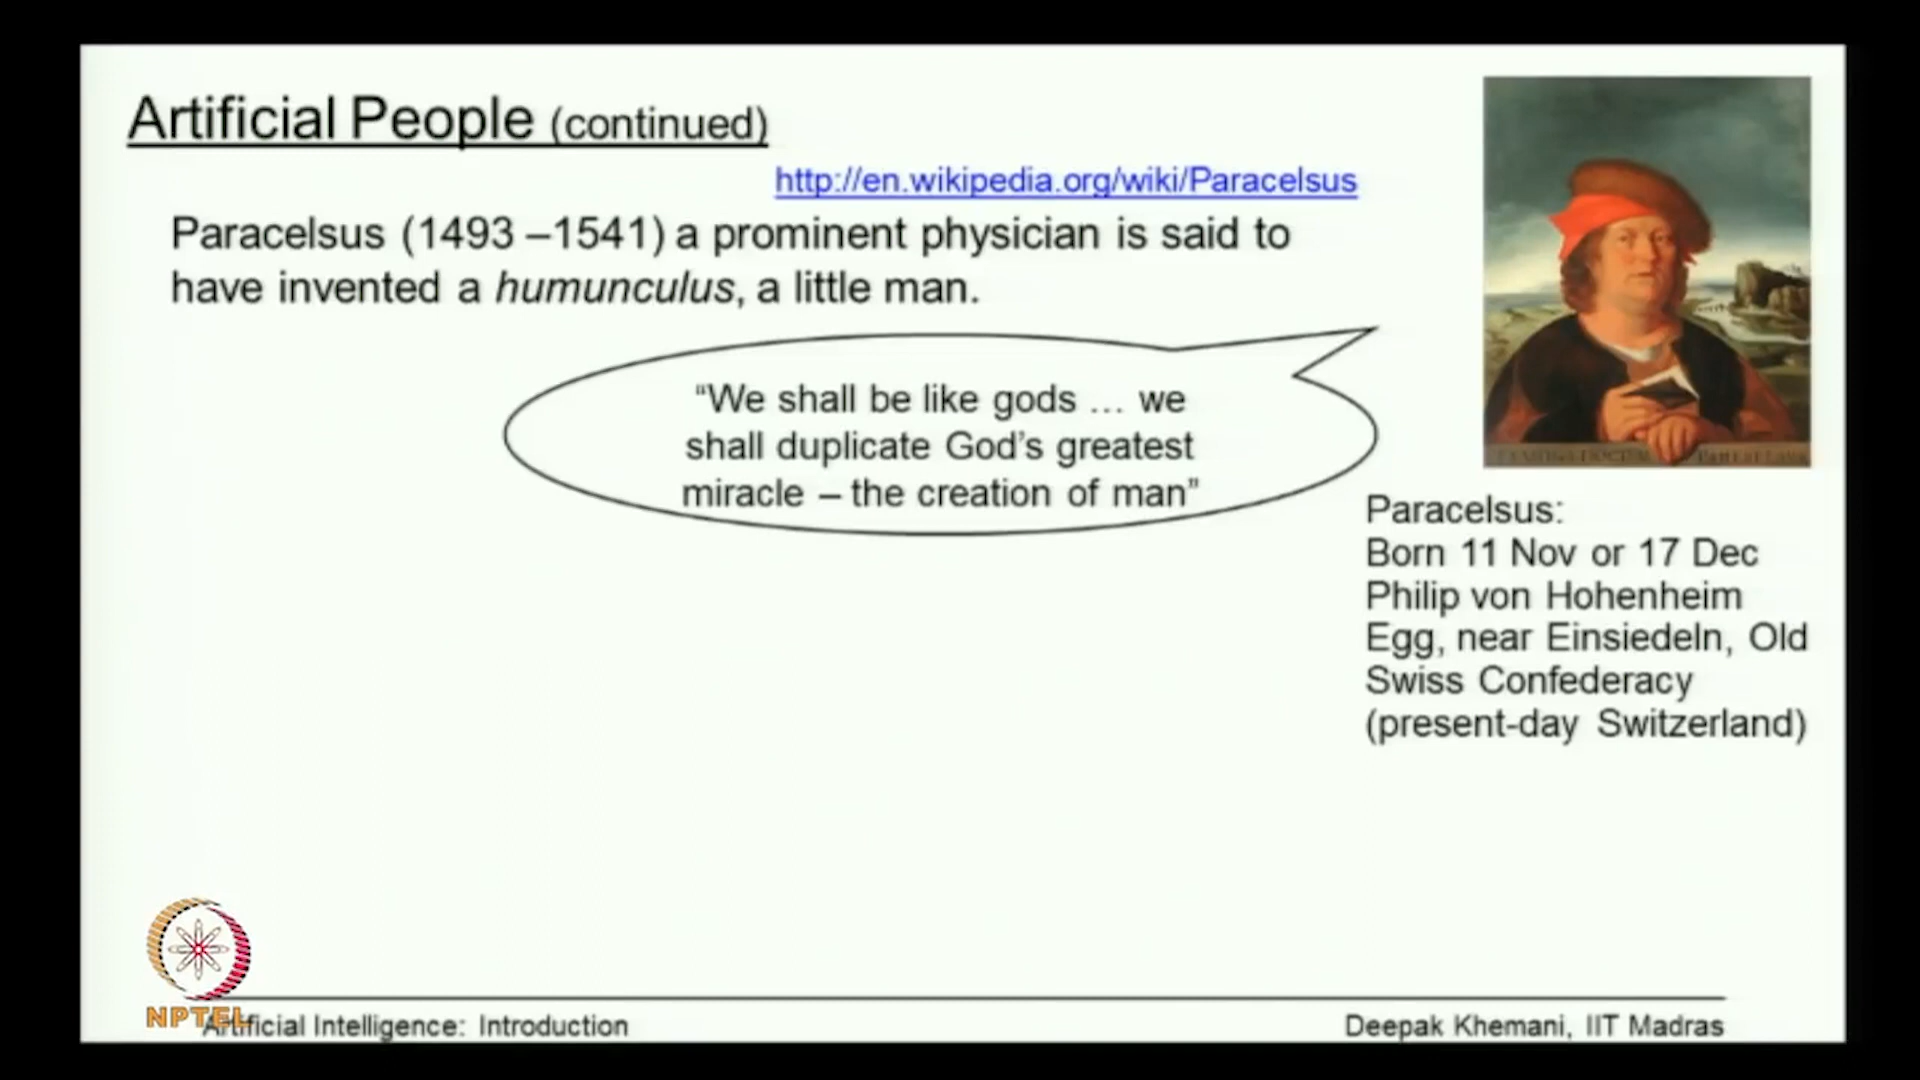 Artificial People (continued)
http://en.wikipedia.org/wiki/Paracelsus
Paracelsus (1493 –1541) a prominent physician is said to
have invented a humunculus, a little man.
“We shall be like gods … we
shall duplicate God’s greatest
miracle – the creation of man”
Paracelsus:
Born 11 Nov or 17 Dec
Philip von Hohenheim
Egg, near Einsiedeln, Old
Swiss Confederacy
(present-day Switzerland)
NPTEL
Artificial Intelligence: Introduction
Deepak Khemani, IIT Madras